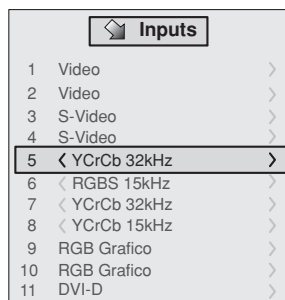 Inputs
1 Video >
2 Video >
3 S-Video >
4 S-Video >
5 < YCrCb 32kHz >
6 < RGBS 15kHz >
7 < YCrCb 32kHz >
8 < YCrCb 15kHz >
9 RGB Grafico >
10 RGB Grafico >
11 DVI-D >